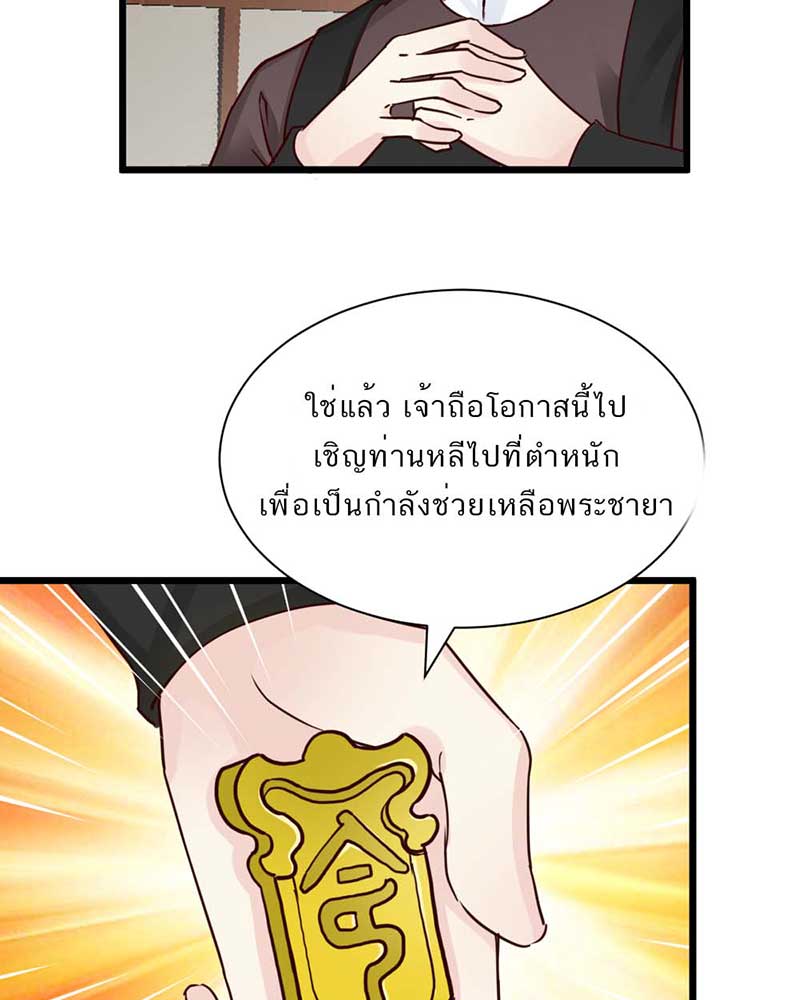 ใช่แล้ว เจ้าถือโอกาสนี้ไป
เชิญท่านหลีไปที่ตำหนัก
เพื่อเป็นกำลังช่วยเหลือพระชายา
令